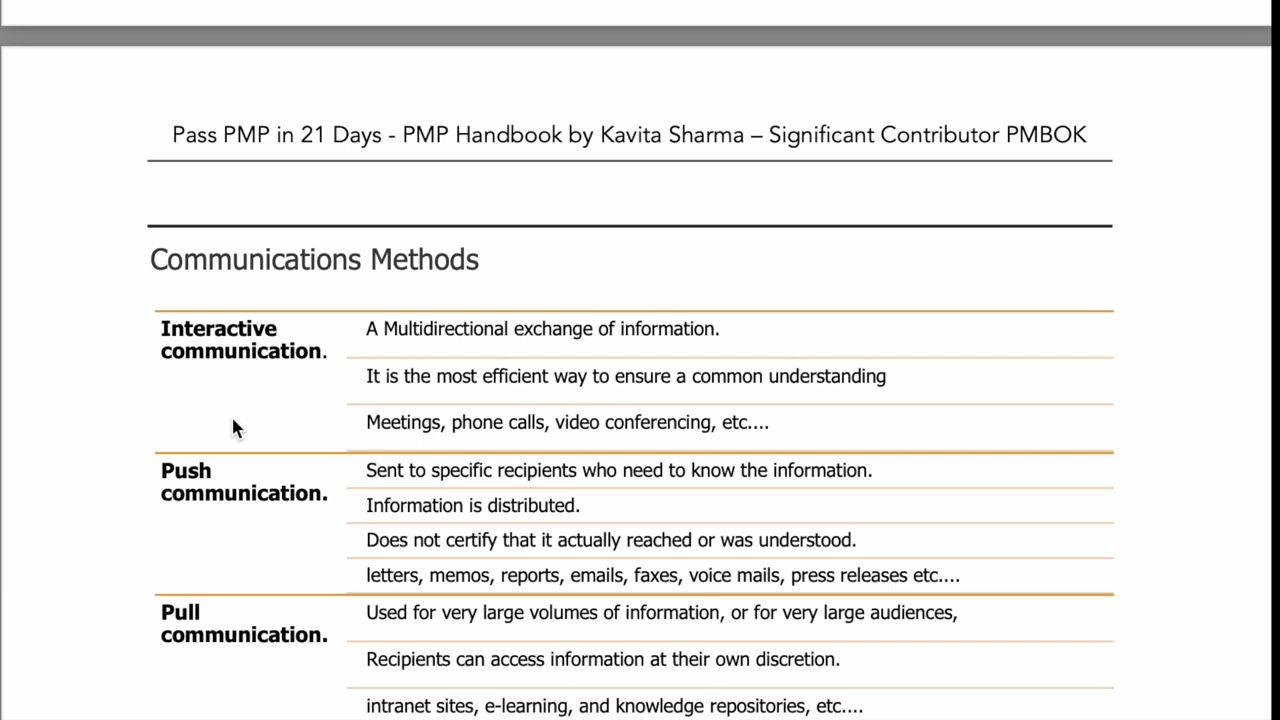 Pass PMP in 21 Days - PMP Handbook by Kavita Sharma – Significant Contributor PMBOK
Communications Methods
Interactive
communication.
A Multidirectional exchange of information.
It is the most efficient way to ensure a common understanding
Meetings, phone calls, video conferencing, etc....
Push
communication.
Sent to specific recipients who need to know the information.
Information is distributed.
Does not certify that it actually reached or was understood.
letters, memos, reports, emails, faxes, voice mails, press releases etc....
Pull
communication.
Used for very large volumes of information, or for very large audiences,
Recipients can access information at their own discretion.
intranet sites, e-learning, and knowledge repositories, etc....